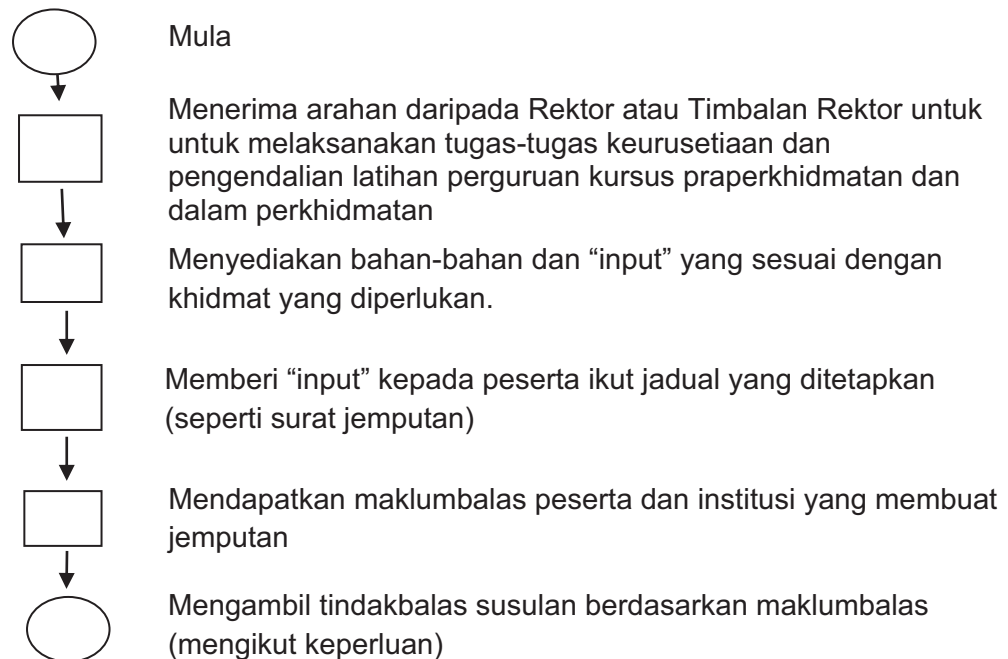 Mula
Menerima arahan daripada Rektor atau Timbalan Rektor untuk
untuk melaksanakan tugas-tugas keurusetiaan dan
pengendalian latihan perguruan kursus praperkhidmatan dan
dalam perkhidmatan
Menyediakan bahan-bahan dan “input” yang sesuai dengan
khidmat yang diperlukan.
Memberi “input” kepada peserta ikut jadual yang ditetapkan
(seperti surat jemputan)
Mendapatkan maklumbalas peserta dan institusi yang membuat
jemputan
Mengambil tindakbalas susulan berdasarkan maklumbalas
(mengikut keperluan)